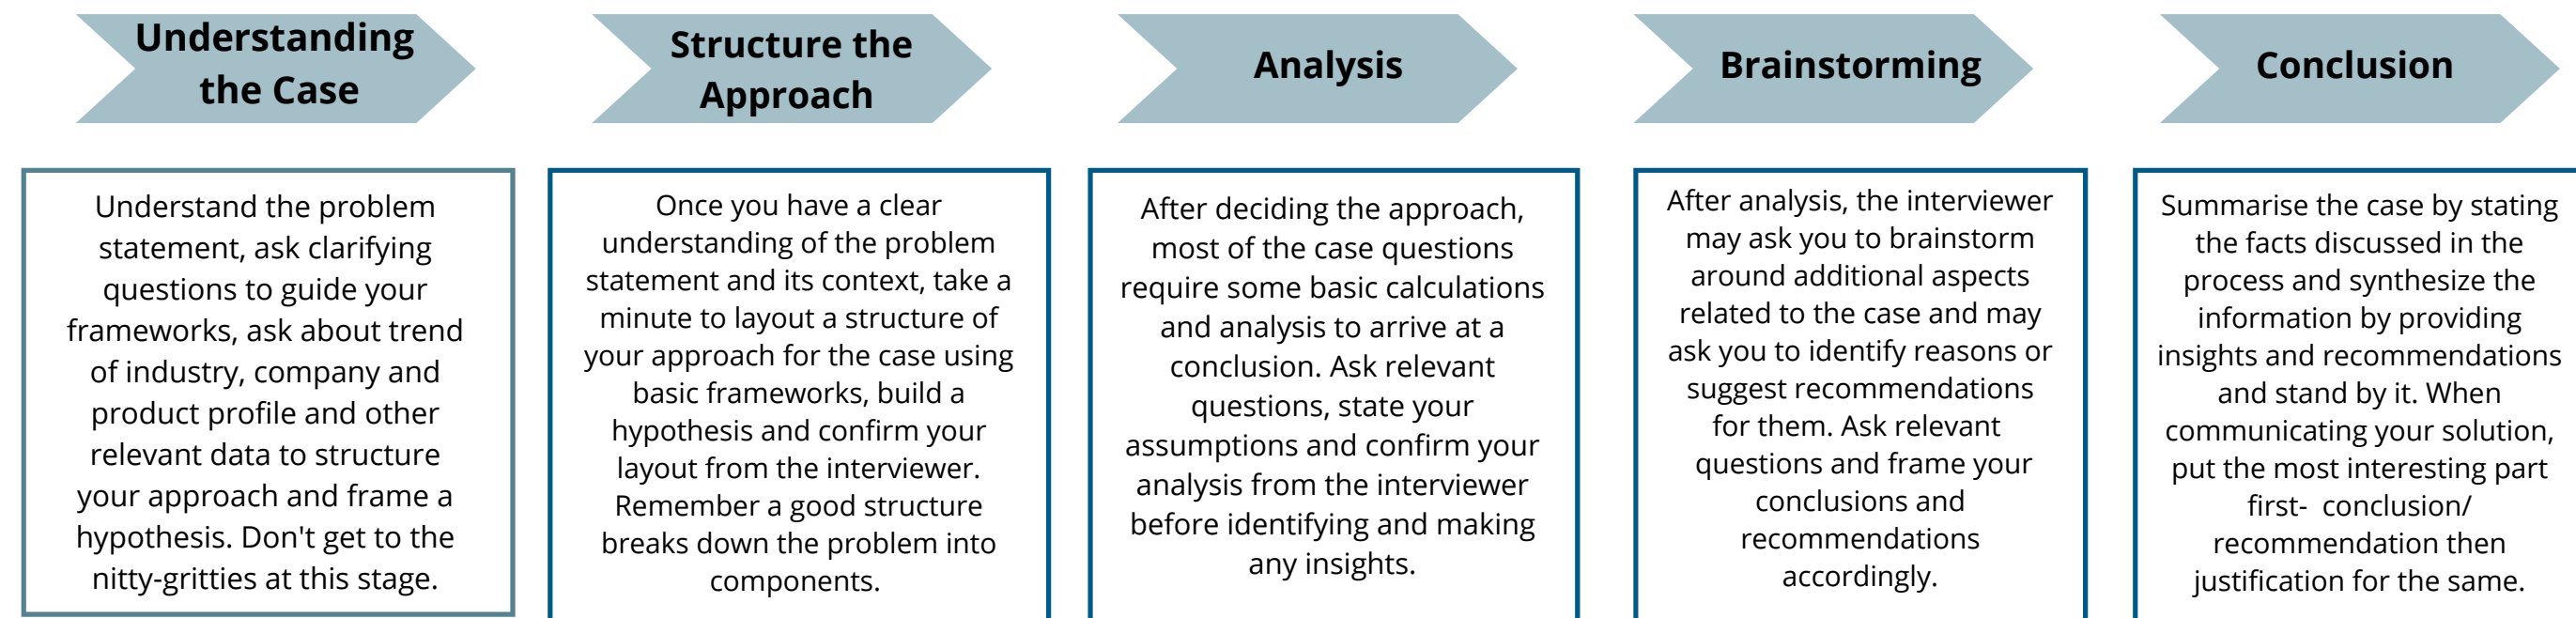 Understanding
the Case
Understand the problem
statement, ask clarifying
questions to guide your
frameworks, ask about trend
of industry, company and
product profile and other
relevant data to structure
your approach and frame a
hypothesis. Don't get to the
nitty-gritties at this stage.
Structure the
Approach
Once you have a clear
understanding of the problem
statement and its context, take a
minute to layout a structure of
your approach for the case using
basic frameworks, build a
hypothesis and confirm your
layout from the interviewer.
Remember a good structure
breaks down the problem into
components.
Analysis
After deciding the approach,
most of the case questions
require some basic calculations
and analysis to arrive at a
conclusion. Ask relevant
questions, state your
assumptions and confirm your
analysis from the interviewer
before identifying and making
any insights.
Brainstorming
After analysis, the interviewer
may ask you to brainstorm
around additional aspects
related to the case and may
ask you to identify reasons or
suggest recommendations
for them. Ask relevant
questions and frame your
conclusions and
recommendations
accordingly.
Conclusion
Summarise the case by stating
the facts discussed in the
process and synthesize the
information by providing
insights and recommendations
and stand by it. When
communicating your solution,
put the most interesting part
first- conclusion/
recommendation then
justification for the same.